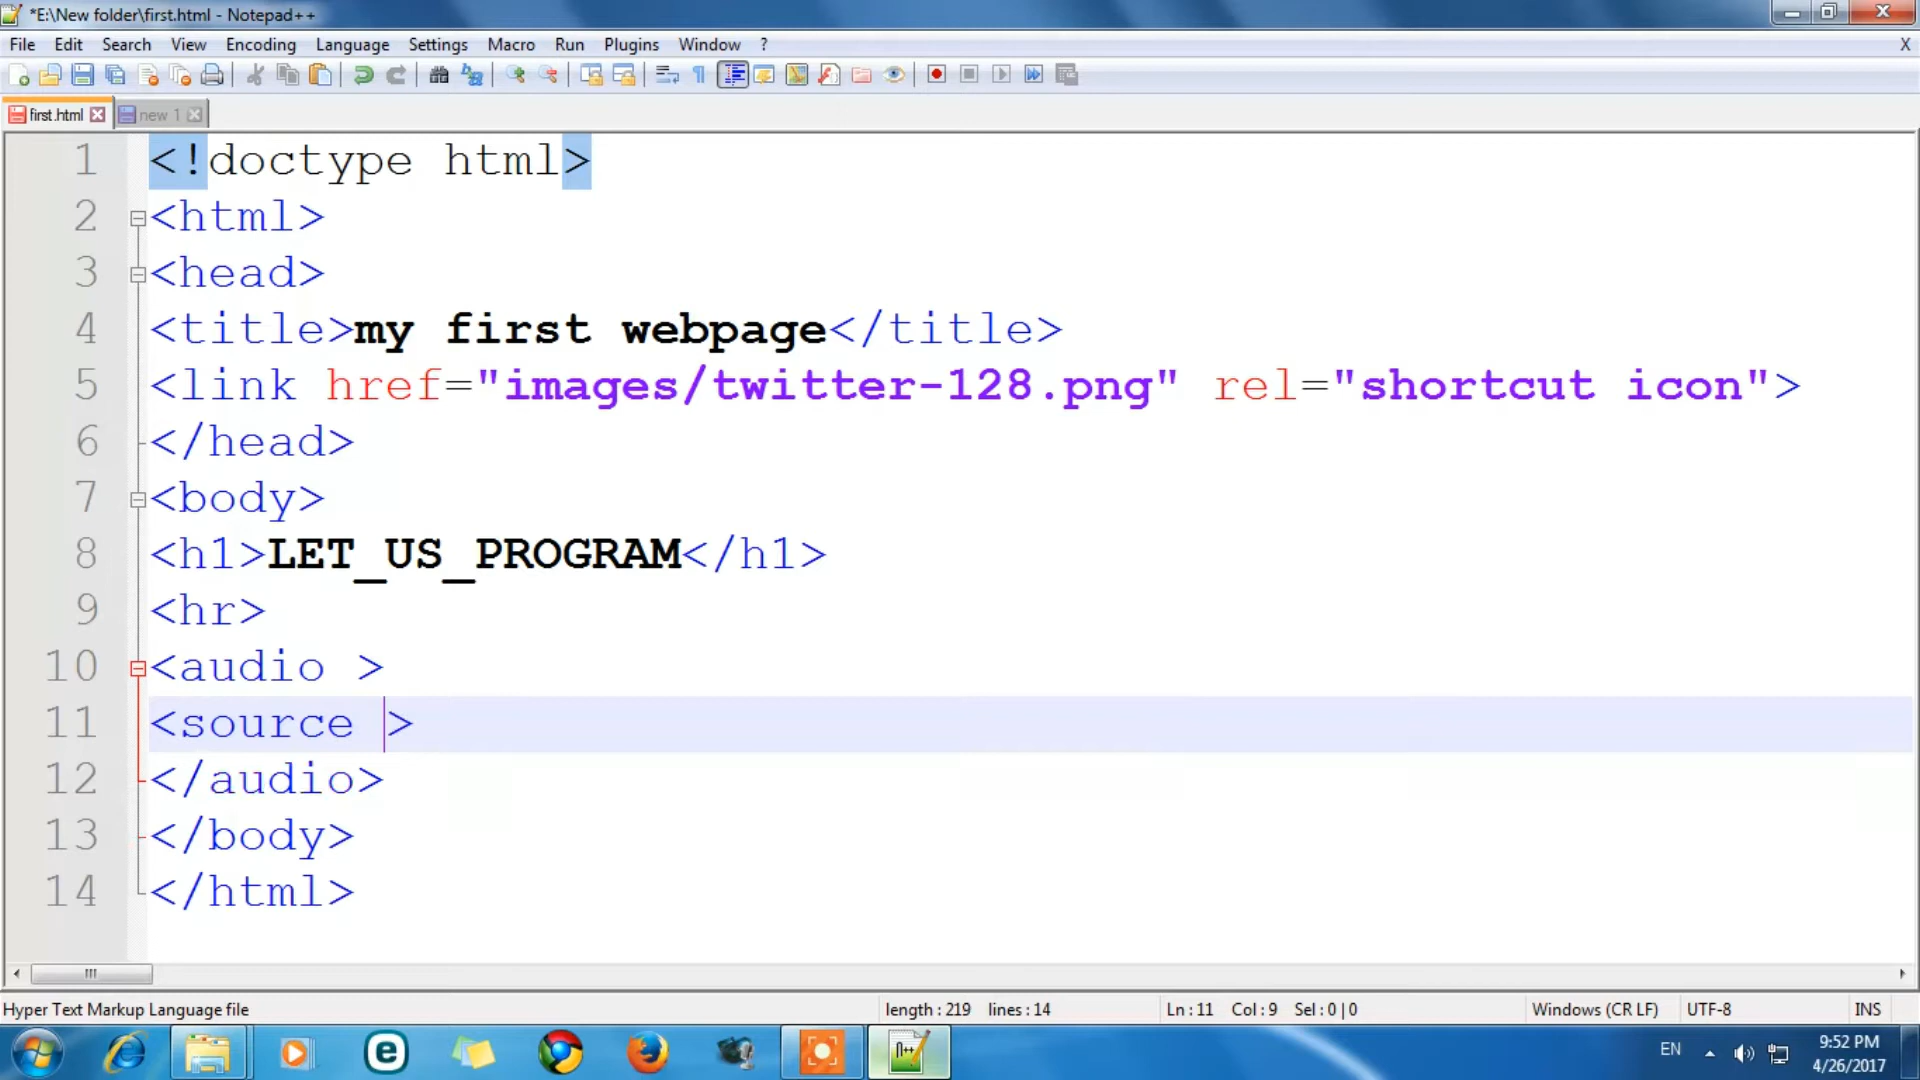 *E:\New folder\first.html - Notepad++
File Edit Search View Encoding Language Settings Macro Run Plugins Window ? X
first.html new 1
1 <!doctype html>
2 <html>
3 <head>
4 <title>my first webpage</title>
5 <link href="images/twitter-128.png" rel="shortcut icon">
6 </head>
7 <body>
8 <h1>LET_US_PROGRAM</h1>
9 <hr>
10 <audio >
11 <source >
12 </audio>
13 </body>
14 </html>
Hyper Text Markup Language file length : 219 lines : 14 Ln : 11 Col : 9 Sel : 0 | 0 Windows (CR LF) UTF-8 INS
EN 9:52 PM
4/26/2017